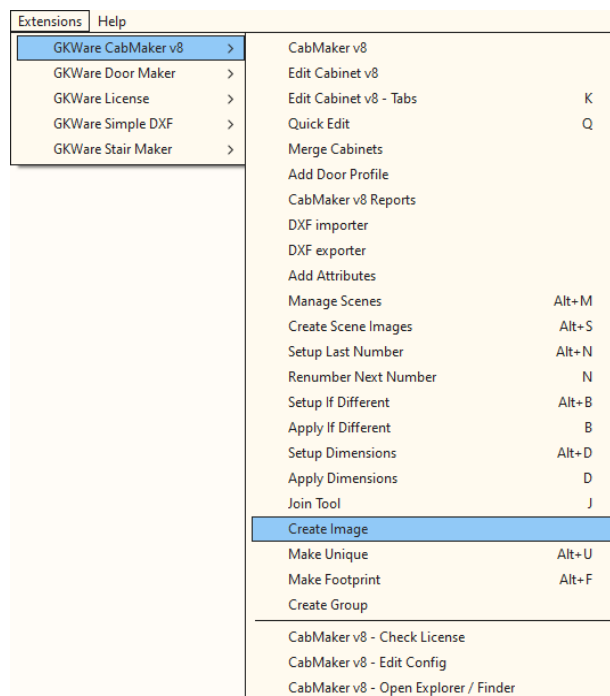 Extensions Help
GKWare CabMaker v8 >
GKWare Door Maker >
GKWare License >
GKWare Simple DXF >
GKWare Stair Maker >
CabMaker v8
Edit Cabinet v8
Edit Cabinet v8 - Tabs K
Quick Edit Q
Merge Cabinets
Add Door Profile
CabMaker v8 Reports
DXF importer
DXF exporter
Add Attributes
Manage Scenes Alt+M
Create Scene Images Alt+S
Setup Last Number Alt+N
Renumber Next Number N
Setup If Different Alt+B
Apply If Different B
Setup Dimensions Alt+D
Apply Dimensions D
Join Tool J
Create Image
Make Unique Alt+U
Make Footprint Alt+F
Create Group
CabMaker v8 - Check License
CabMaker v8 - Edit Config
CabMaker v8 - Open Explorer / Finder